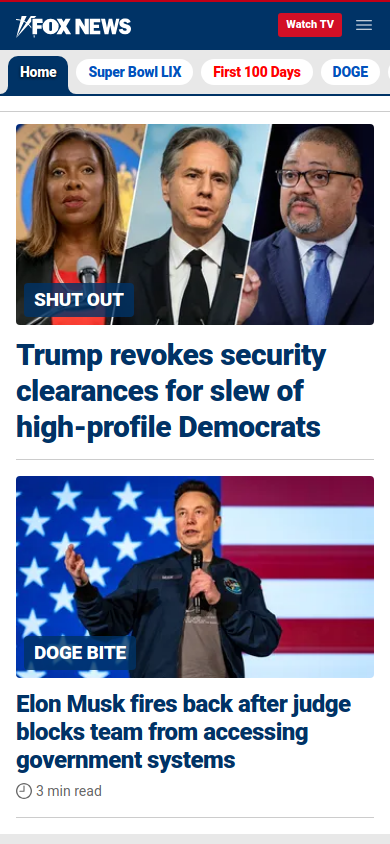 FOX NEWS
Watch TV
Home
Super Bowl LIX
First 100 Days
DOGE
SHUT OUT
Trump revokes security
clearances for slew of
high-profile Democrats
DOGE BITE
Elon Musk fires back after judge
blocks team from accessing
government systems
3 min read